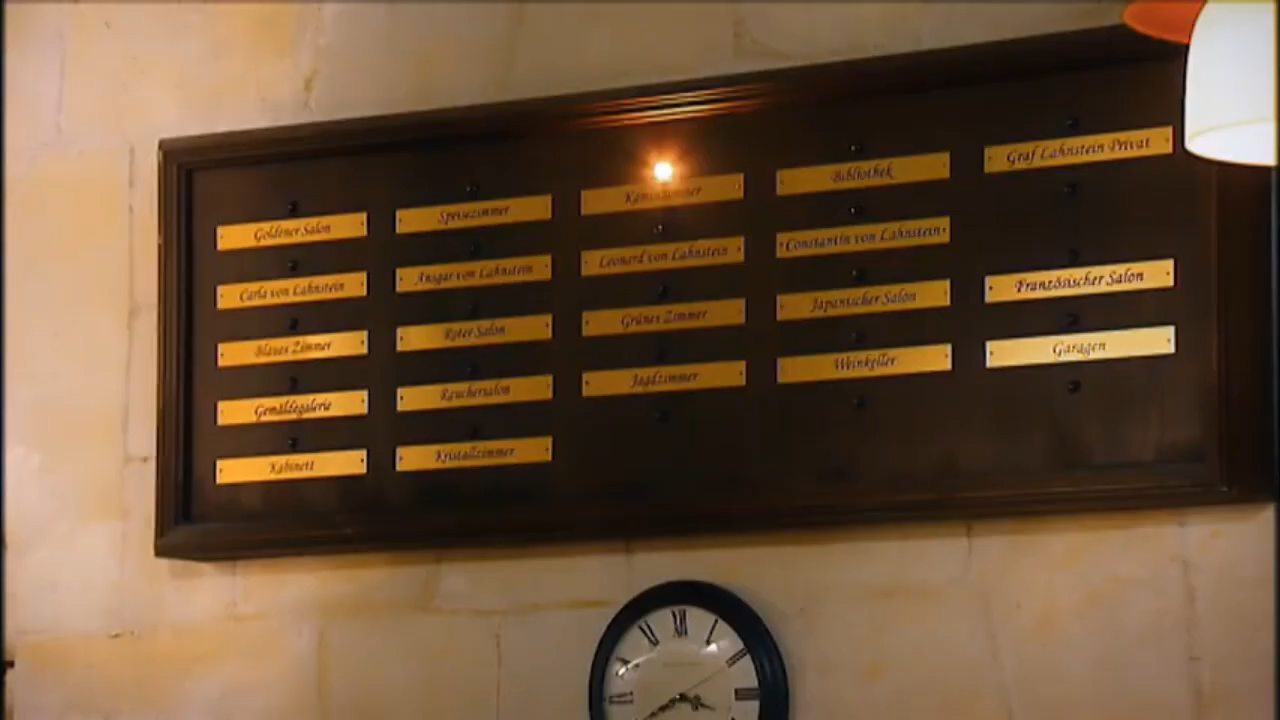 Goldener Salon
Speisezimmer
Kaminzimmer
Bibliothek
Graf Lahnstein Privat
Carla von Lahnstein
Ansgar von Lahnstein
Leonard von Lahnstein
Constantin von Lahnstein
Blaues Zimmer
Roter Salon
Grünes Zimmer
Japanischer Salon
Französischer Salon
Gemäldegalerie
Rauchersalon
Jagdzimmer
Weinkeller
Garagen
Kabinett
Kristallzimmer